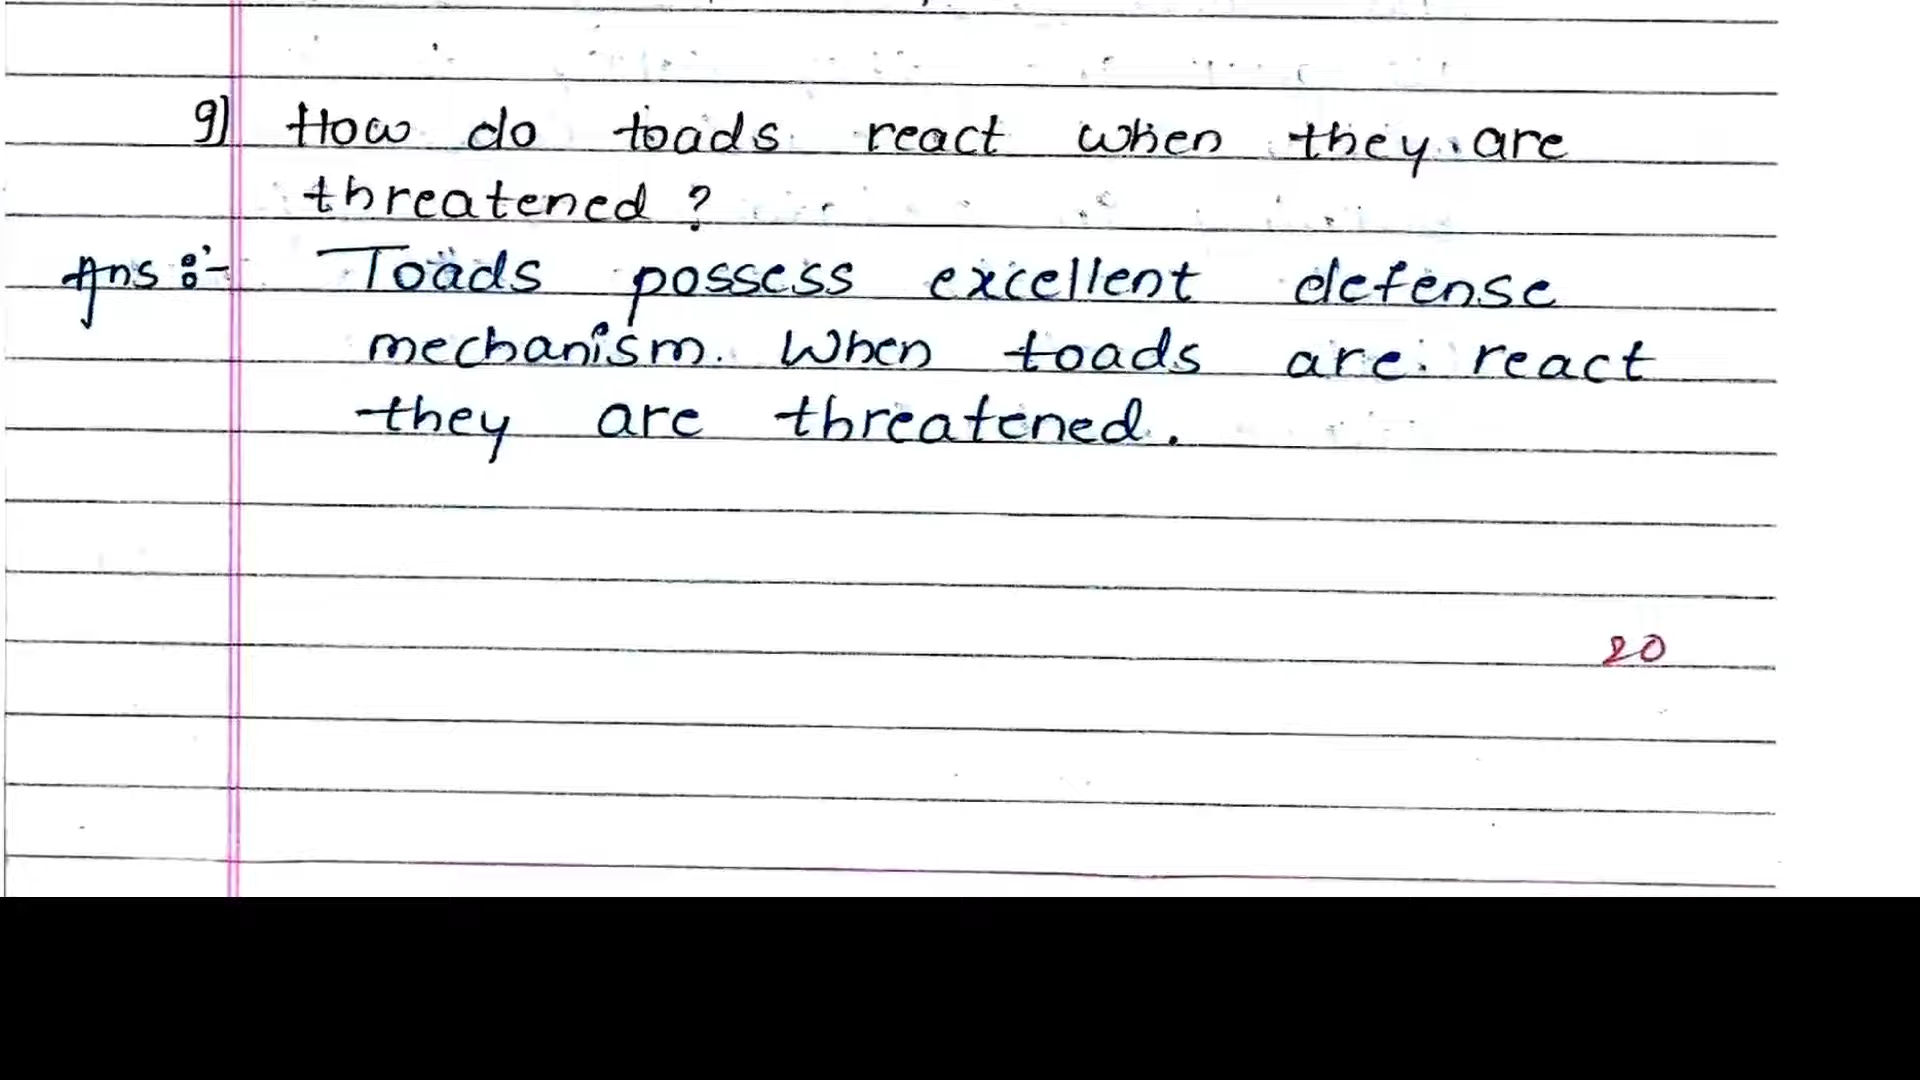 9) How do toads react when they are
threatened ?
Ans :- Toads possess excellent defense
mechanism. When toads are react
they are threatened.
20